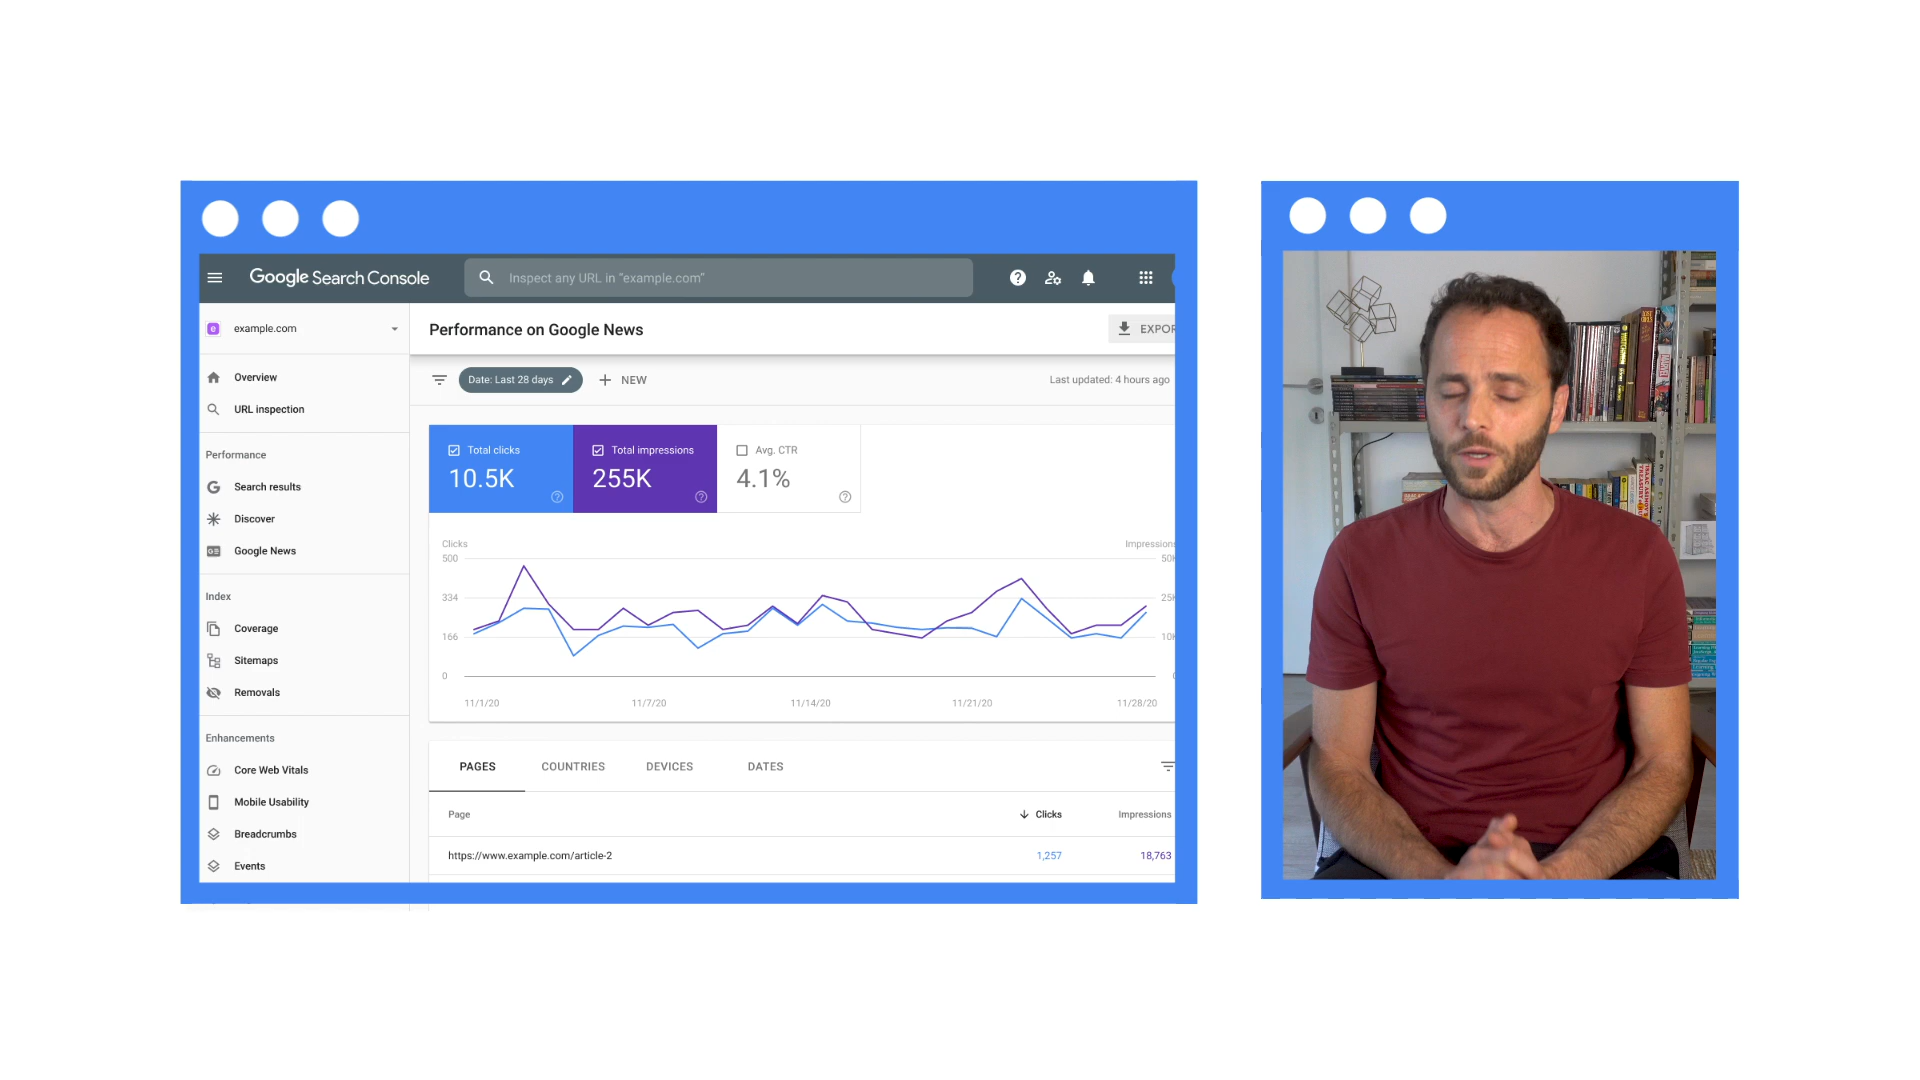 Google Search Console
Inspect any URL in "example.com"
e example.com
Performance on Google News
EXPOR
Overview
URL inspection
Date: Last 28 days
NEW
Last updated: 4 hours ago
Performance
Search results
Discover
Google News
Total clicks
10.5K
Total impressions
255K
Avg. CTR
4.1%
Index
Coverage
Sitemaps
Removals
Clicks
Impressions
500
334
166
0
50K
25K
10K
11/1/20
11/7/20
11/14/20
11/21/20
11/28/20
Enhancements
Core Web Vitals
Mobile Usability
Breadcrumbs
Events
PAGES
COUNTRIES
DEVICES
DATES
Page
Clicks
Impressions
https://www.example.com/article-2
1,257
18,763